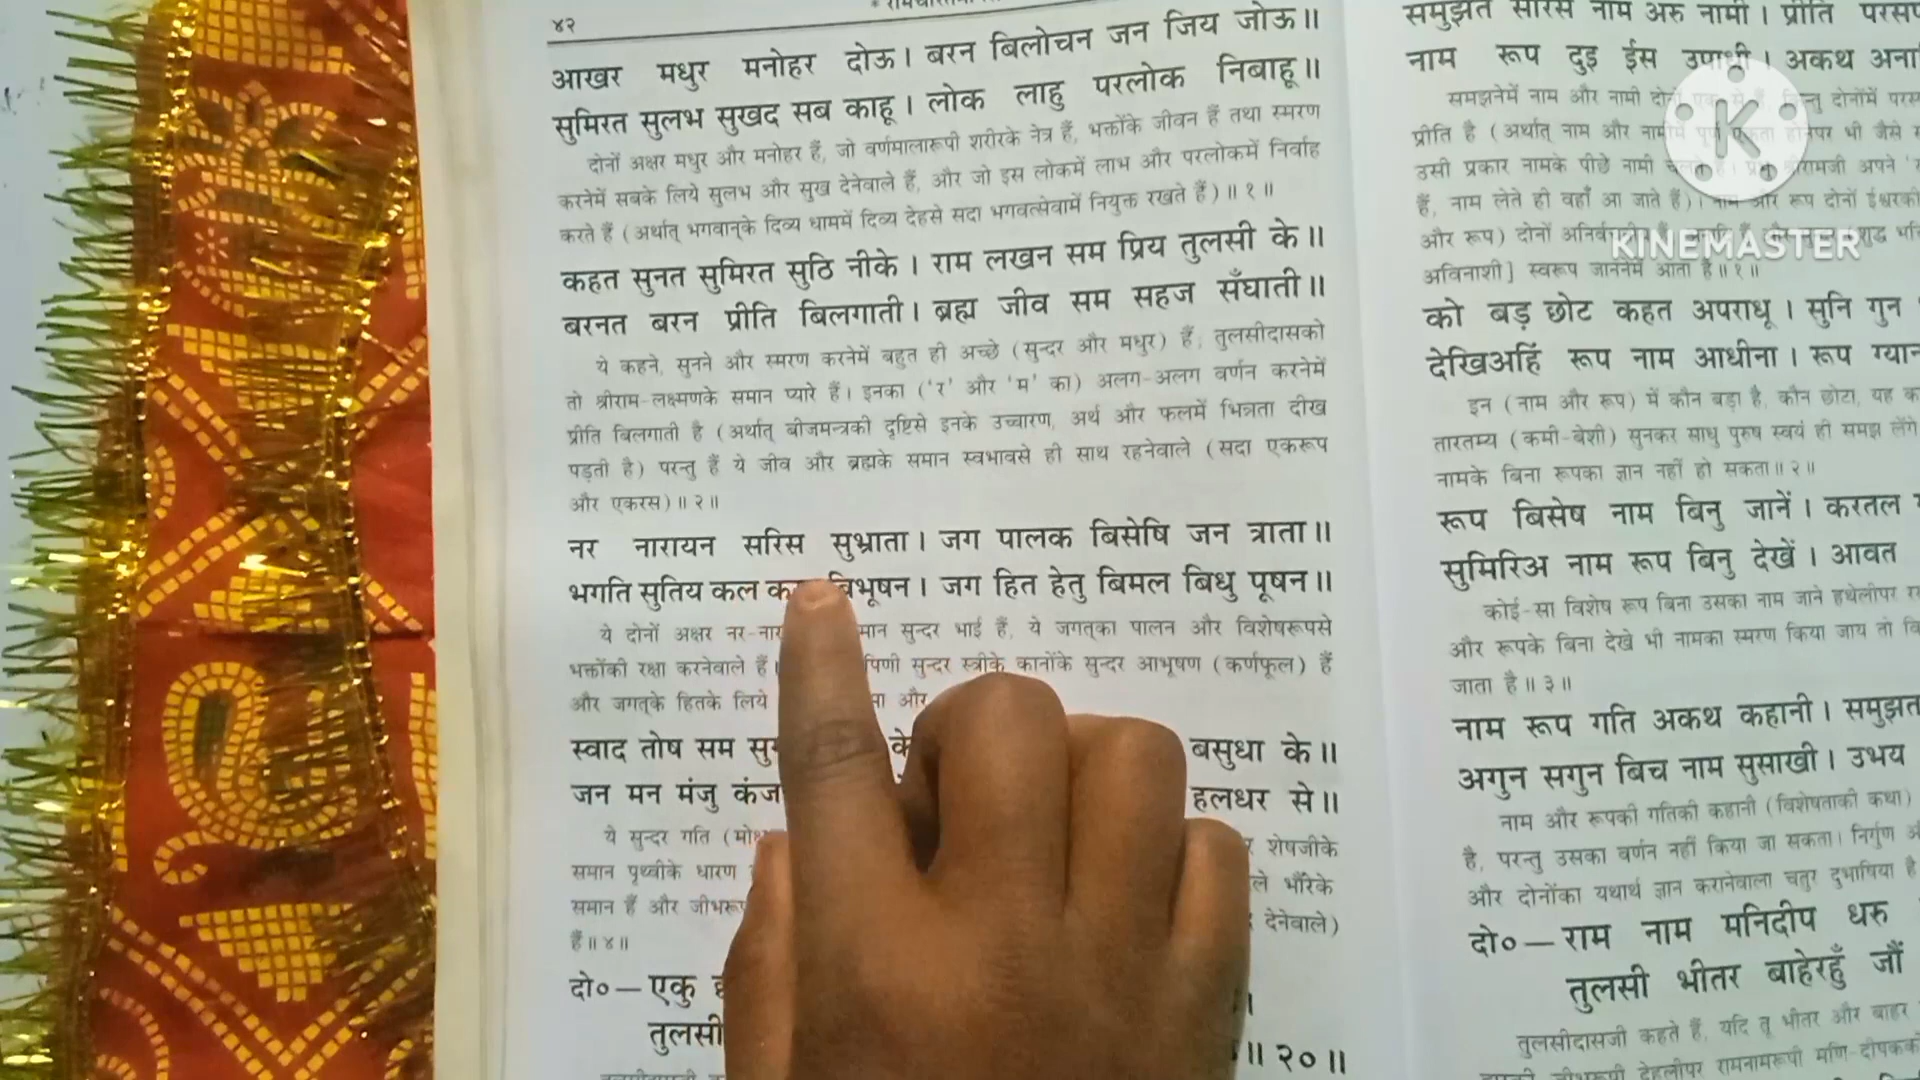 ४२
आखर मधुर मनोहर दोऊ। बरन बिलोचन जन जिय जोऊ॥
सुमिरत सुलभ सुखद सब काहू। लोक लाहु परलोक निबाहू॥
दोनों अक्षर मधुर और मनोहर हैं, जो वर्णमालारूपी शरीरके नेत्र हैं, भक्तोंके जीवन हैं तथा स्मरण
करनेमें सबके लिये सुलभ और सुख देनेवाले हैं, और जो इस लोकमें लाभ और परलोकमें निर्वाह
करते हैं (अर्थात् भगवान्‌के दिव्य धाममें दिव्य देहसे सदा भगवत्सेवामें नियुक्त रखते हैं)॥१॥
कहत सुनत सुमिरत सुठि नीके। राम लखन सम प्रिय तुलसी के॥
बरनत बरन प्रीति बिलगाती। ब्रह्म जीव सम सहज सँघाती॥
ये कहने, सुनने और स्मरण करनेमें बहुत ही अच्छे (सुन्दर और मधुर) हैं; तुलसीदासको
तो श्रीराम-लक्ष्मणके समान प्यारे हैं। इनका ('र' और 'म' का) अलग-अलग वर्णन करनेमें
प्रीति बिलगाती है (अर्थात् बीजमन्त्रकी दृष्टिसे इनके उच्चारण, अर्थ और फलमें भिन्नता दीख
पड़ती है) परन्तु हैं ये जीव और ब्रह्मके समान स्वभावसे ही साथ रहनेवाले (सदा एकरूप
और एकरस)॥२॥
नर नारायन सरिस सुभ्राता। जग पालक बिसेषि जन त्राता॥
भगति सुतिय कल बिभूषन। जग हित हेतु बिमल बिधु पूषन॥
ये दोनों अक्षर सुन्दर भाई हैं, ये जगत्‌का पालन और विशेषरूपसे
भक्तोंकी रक्षा करनेवाले हैं। सुन्दर स्त्रीके कानोंके सुन्दर आभूषण (कर्णफूल) हैं
और जगत्‌के हितके लिये और
स्वाद तोष सम के बसुधा के॥
जन मन मंजु कंज हलधर से॥
ये सुन्दर गति शेषजीके
समान पृथ्वीके धारण भौंरेके
समान हैं और देनेवाले)
हैं॥४॥
दो०— एकु
तुलसी
॥२०॥
समुझत सरिस नाम अरु नामी। प्रीति
नाम रूप दुइ ईस उपाधी। अकथ
समझनेमें नाम और नामी
प्रीति है (अर्थात् नाम और भी जैसे
उसी प्रकार नामके पीछे नामी अपने
हैं, नाम लेते ही वहाँ आ जाते हैं)। नाम और रूप दोनों
और रूप) दोनों
अविनाशी] स्वरूप जाननेमें आता है॥१॥
KINEMASTER
को बड़ छोट कहत अपराधू। सुनि गुन
देखिअहिं रूप नाम आधीना। रूप
इन (नाम और रूप) में कौन बड़ा है, कौन छोटा, यह
तारतम्य (कमी-बेशी) सुनकर साधु पुरुष स्वयं ही समझ लेंगे
नामके बिना रूपका ज्ञान नहीं हो सकता॥२॥
रूप बिसेष नाम बिनु जानें। करतल
सुमिरिअ नाम रूप बिनु देखें। आवत
कोई-सा विशेष रूप बिना उसका नाम जाने हथेलीपर
और रूपके बिना देखे भी नामका स्मरण किया जाय तो
जाता है॥३॥
नाम रूप गति अकथ कहानी। समुझत
अगुन सगुन बिच नाम सुसाखी। उभय
नाम और रूपकी गतिकी कहानी (विशेषताकी कथा)
है, परन्तु उसका वर्णन नहीं किया जा सकता। निर्गुण
और दोनोंका यथार्थ ज्ञान करानेवाला चतुर दुभाषिया है
दो०— राम नाम मनिदीप धरु
तुलसी भीतर बाहेरहुँ जौं
तुलसीदासजी कहते हैं, यदि तू भीतर और बाहर
देहलीपर रामनामरूपी